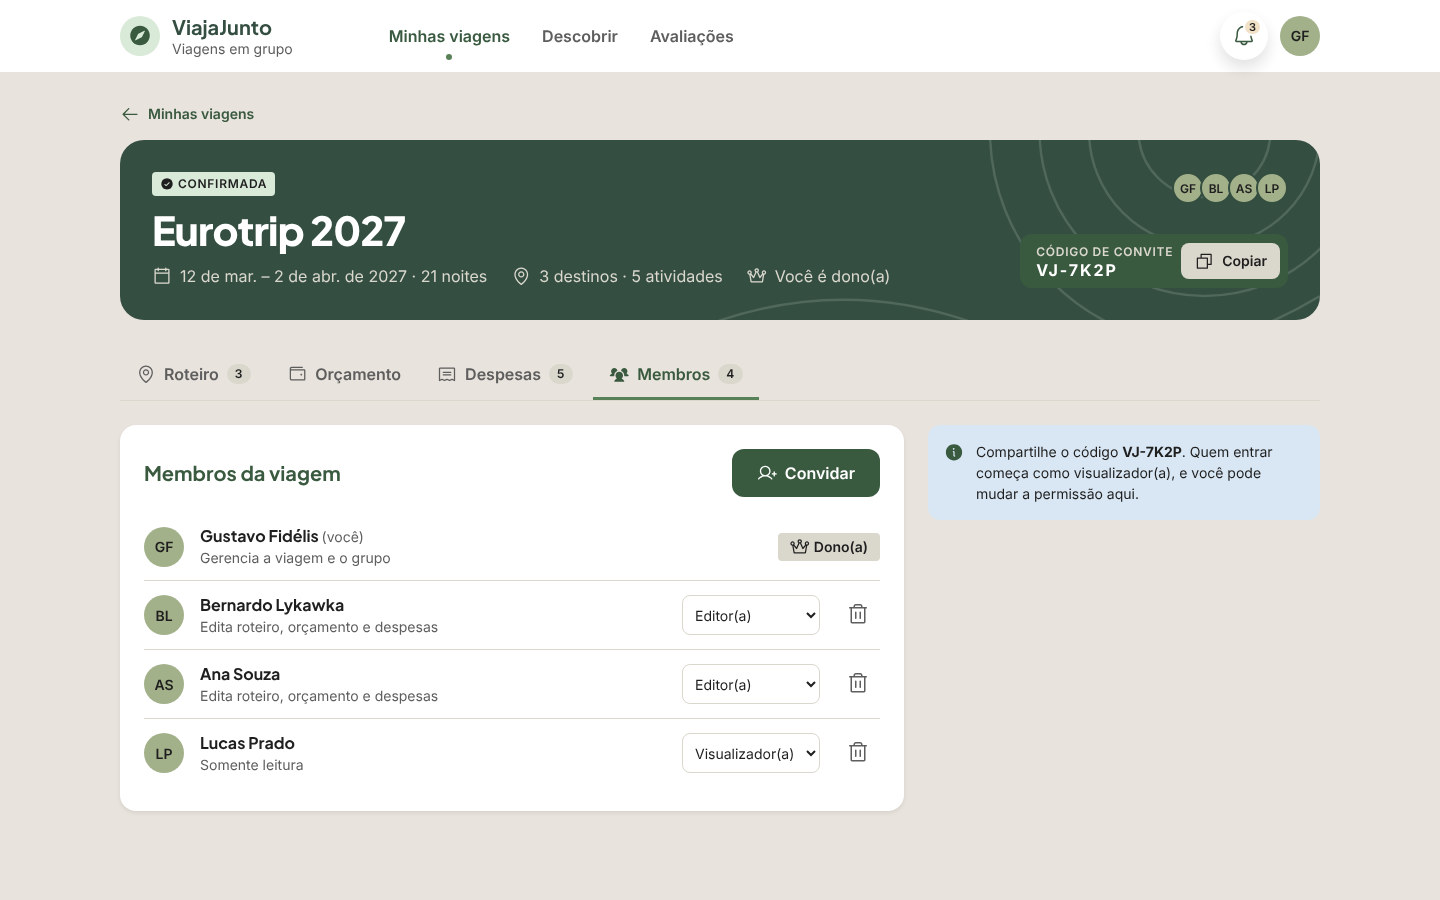 ViajaJunto
Viagens em grupo
Minhas viagens
Descobrir
Avaliações
3
GF
Minhas viagens
CONFIRMADA
GF
BL
AS
LP
Eurotrip 2027
12 de mar. – 2 de abr. de 2027 · 21 noites
3 destinos · 5 atividades
Você é dono(a)
CÓDIGO DE CONVITE
VJ-7K2P
Copiar
Roteiro 3
Orçamento
Despesas 5
Membros 4
Membros da viagem
Convidar
GF
Gustavo Fidélis (você)
Gerencia a viagem e o grupo
Dono(a)
BL
Bernardo Lykawka
Edita roteiro, orçamento e despesas
Editor(a)
AS
Ana Souza
Edita roteiro, orçamento e despesas
Editor(a)
LP
Lucas Prado
Somente leitura
Visualizador(a)
Compartilhe o código VJ-7K2P. Quem entrar
começa como visualizador(a), e você pode
mudar a permissão aqui.